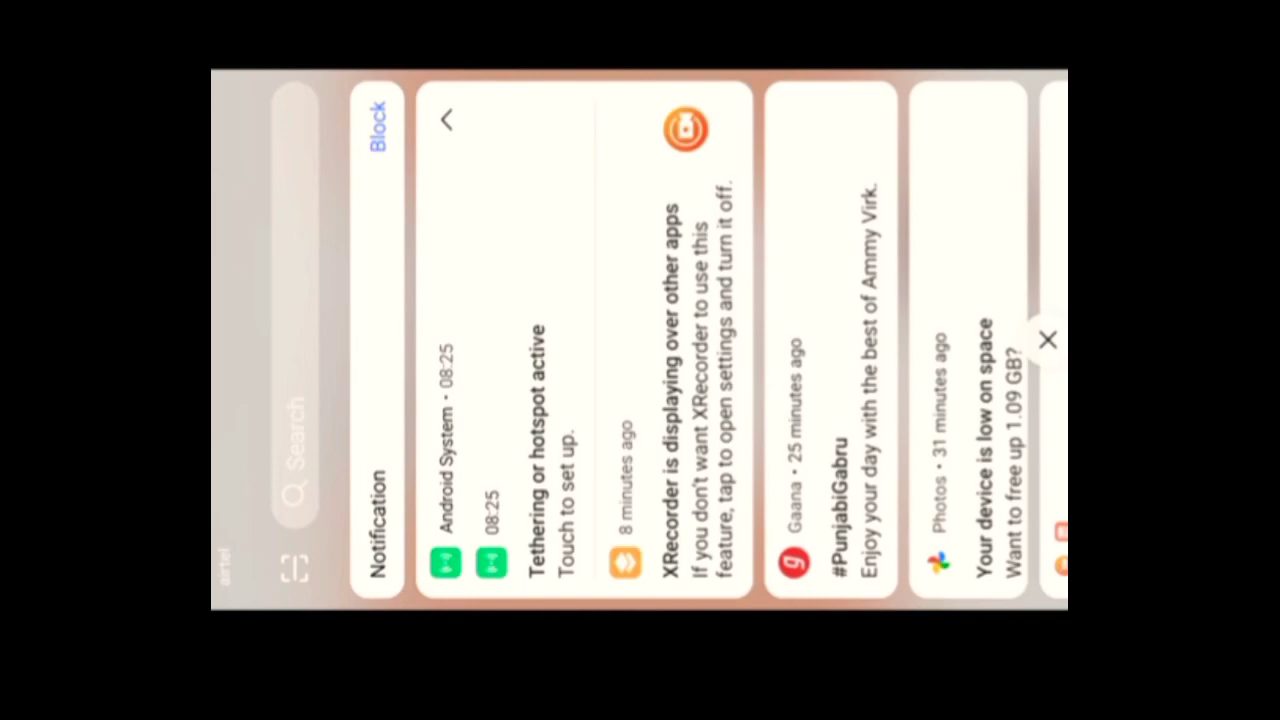 airtel
Search
Notification
Block
Android System • 08:25
08:25
Tethering or hotspot active
Touch to set up.
8 minutes ago
XRecorder is displaying over other apps
If you don't want XRecorder to use this
feature, tap to open settings and turn it off.
Gaana • 25 minutes ago
#PunjabiGabru
Enjoy your day with the best of Ammy Virk.
Photos • 31 minutes ago
Your device is low on space
Want to free up 1.09 GB?